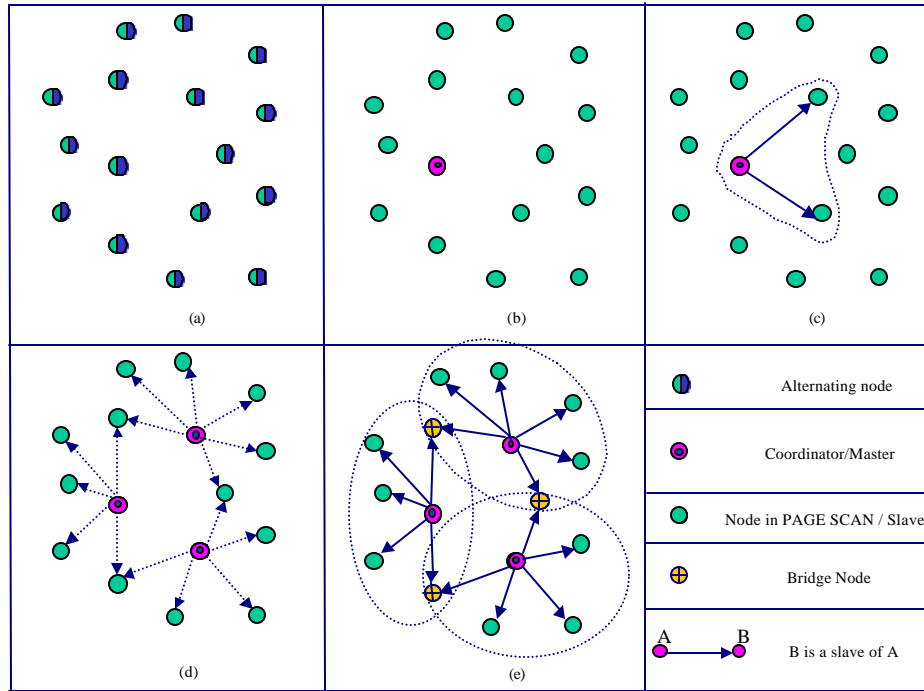 (a)
(b)
(c)
(d)
(e)
Alternating node
Coordinator/Master
Node in PAGE SCAN / Slave
Bridge Node
A B
B is a slave of A